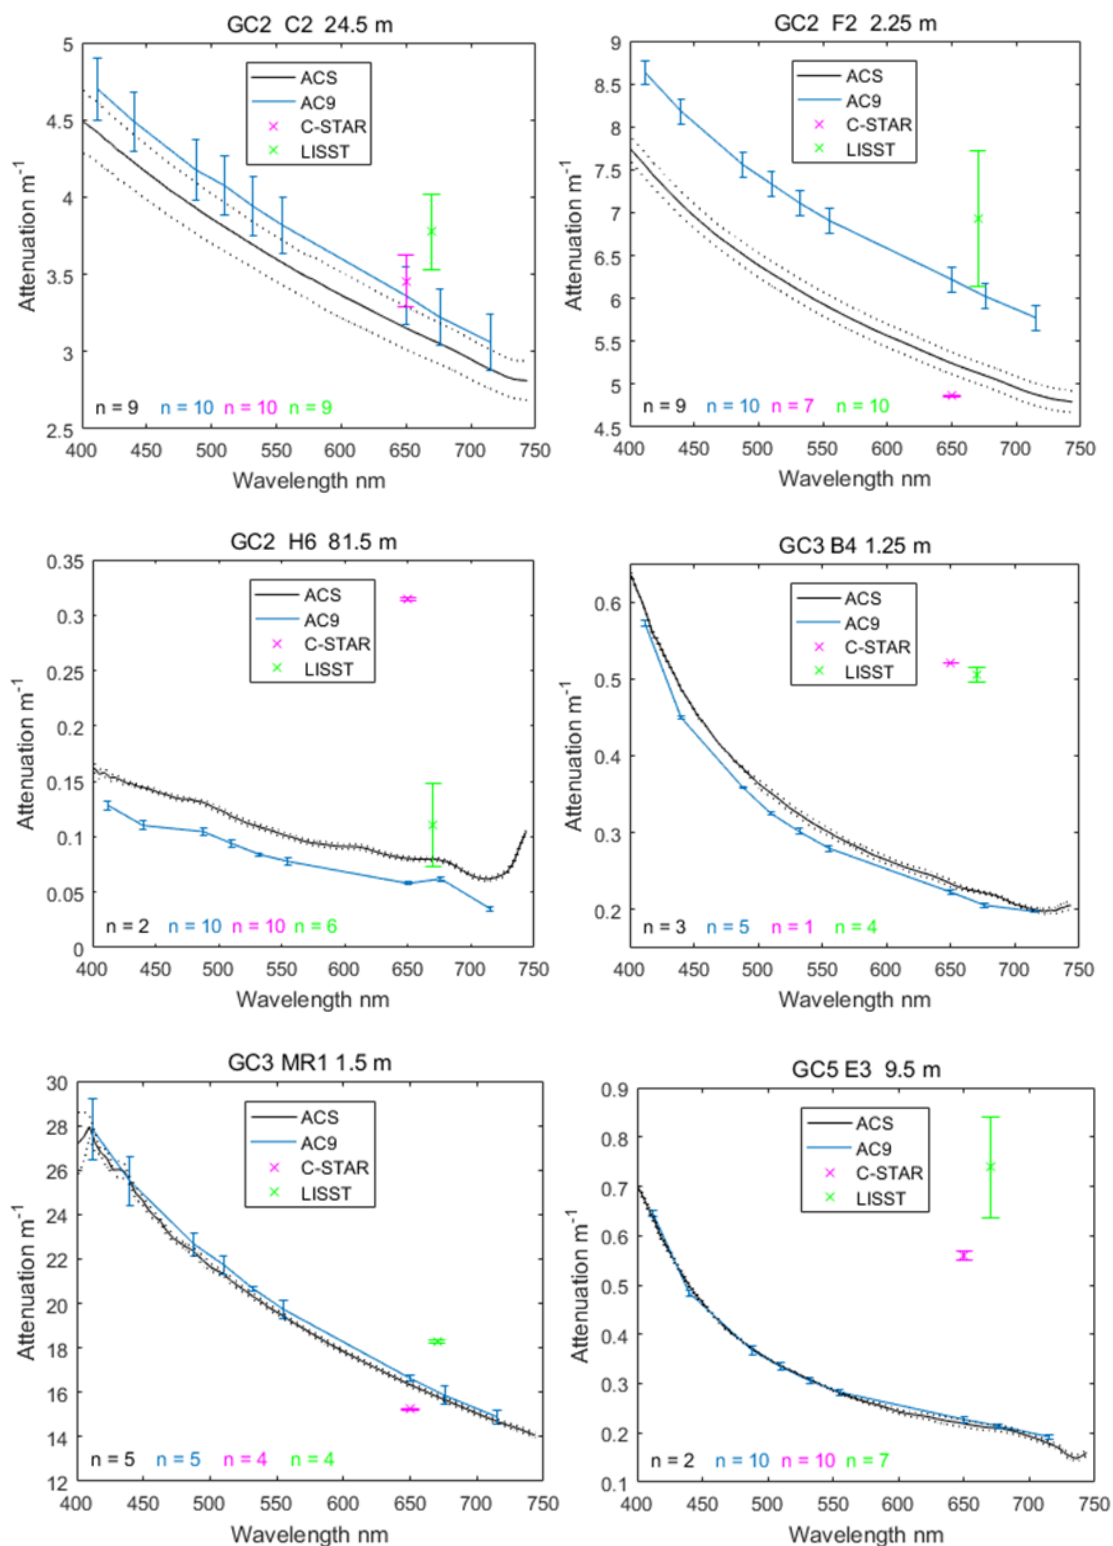 GC2 C2 24.5 m
5
4.5
4
3.5
3
2.5
Attenuation m-1
ACS
AC9
C-STAR
LISST
n = 9 n = 10 n = 10 n = 9
400 450 500 550 600 650 700 750
Wavelength nm
GC2 F2 2.25 m
9
8.5
8
7.5
7
6.5
6
5.5
5
4.5
Attenuation m-1
ACS
AC9
C-STAR
LISST
n = 9 n = 10 n = 7 n = 10
400 450 500 550 600 650 700 750
Wavelength nm
GC2 H6 81.5 m
0.35
0.3
0.25
0.2
0.15
0.1
0.05
0
Attenuation m-1
ACS
AC9
C-STAR
LISST
n = 2 n = 10 n = 10 n = 6
400 450 500 550 600 650 700 750
Wavelength nm
GC3 B4 1.25 m
0.6
0.5
0.4
0.3
0.2
Attenuation m-1
ACS
AC9
C-STAR
LISST
n = 3 n = 5 n = 1 n = 4
400 450 500 550 600 650 700 750
Wavelength nm
GC3 MR1 1.5 m
30
28
26
24
22
20
18
16
14
12
Attenuation m-1
ACS
AC9
C-STAR
LISST
n = 5 n = 5 n = 4 n = 4
400 450 500 550 600 650 700 750
Wavelength nm
GC5 E3 9.5 m
0.9
0.8
0.7
0.6
0.5
0.4
0.3
0.2
0.1
Attenuation m-1
ACS
AC9
C-STAR
LISST
n = 2 n = 10 n = 10 n = 7
400 450 500 550 600 650 700 750
Wavelength nm